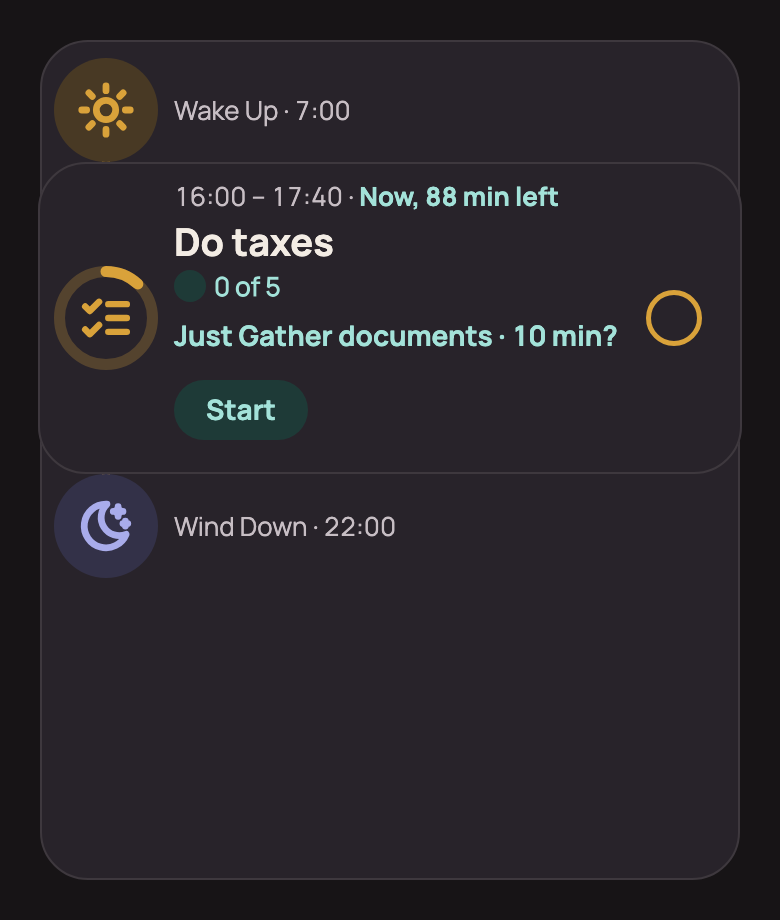 Wake Up · 7:00
16:00 – 17:40 · Now, 88 min left
Do taxes
0 of 5
Just Gather documents · 10 min?
Start
Wind Down · 22:00